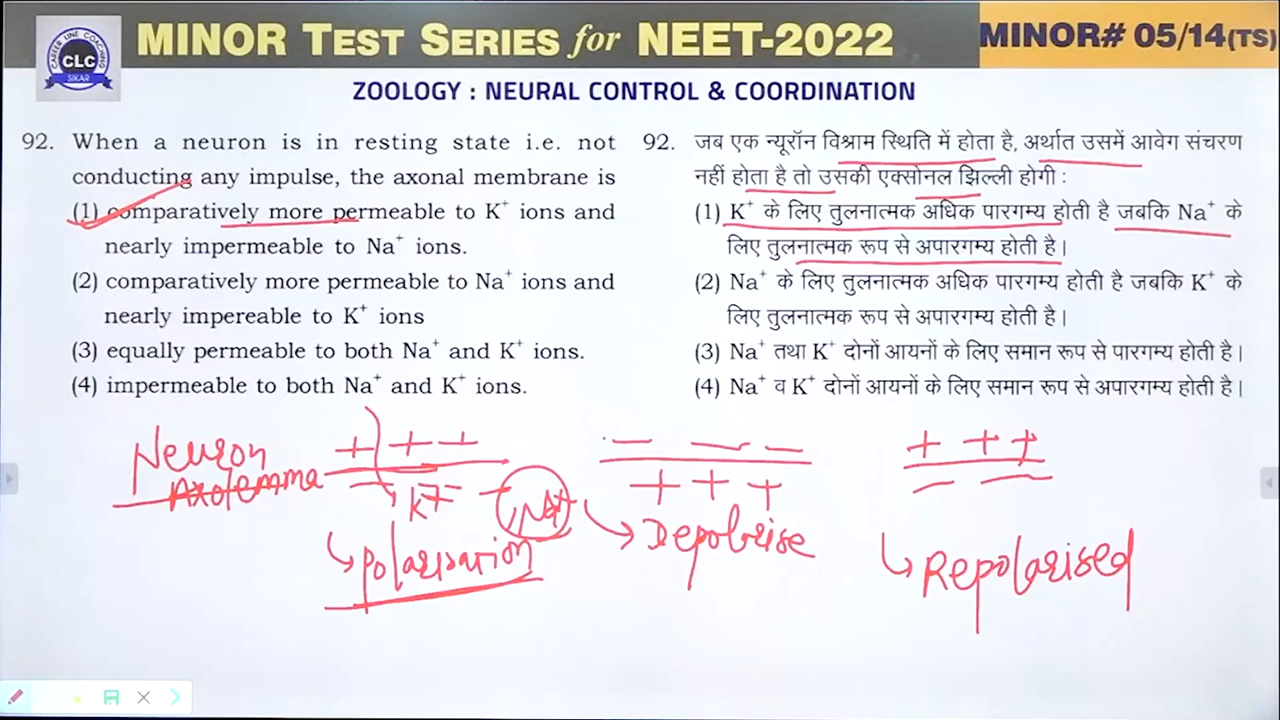 CAREER LINE COACHING
CLC
SIKAR
MINOR TEST SERIES for NEET-2022
MINOR# 05/14(TS)
ZOOLOGY : NEURAL CONTROL & COORDINATION
92. When a neuron is in resting state i.e. not
conducting any impulse, the axonal membrane is
(1) comparatively more permeable to K⁺ ions and
nearly impermeable to Na⁺ ions.
(2) comparatively more permeable to Na⁺ ions and
nearly impereable to K⁺ ions
(3) equally permeable to both Na⁺ and K⁺ ions.
(4) impermeable to both Na⁺ and K⁺ ions.
92. जब एक न्यूरॉन विश्राम स्थिति में होता है, अर्थात उसमें आवेग संचरण
नहीं होता है तो उसकी एक्सोनल झिल्ली होगी :
(1) K⁺ के लिए तुलनात्मक अधिक पारगम्य होती है जबकि Na⁺ के
लिए तुलनात्मक रूप से अपारगम्य होती है।
(2) Na⁺ के लिए तुलनात्मक अधिक पारगम्य होती है जबकि K⁺ के
लिए तुलनात्मक रूप से अपारगम्य होती है।
(3) Na⁺ तथा K⁺ दोनों आयनों के लिए समान रूप से पारगम्य होती है।
(4) Na⁺ व K⁺ दोनों आयनों के लिए समान रूप से अपारगम्य होती है।
Neuron
Axolemma
+ + +
K⁺
Na⁺
Polarisation
— — —
+ + +
Depolarise
+ + +
— —
Repolarised